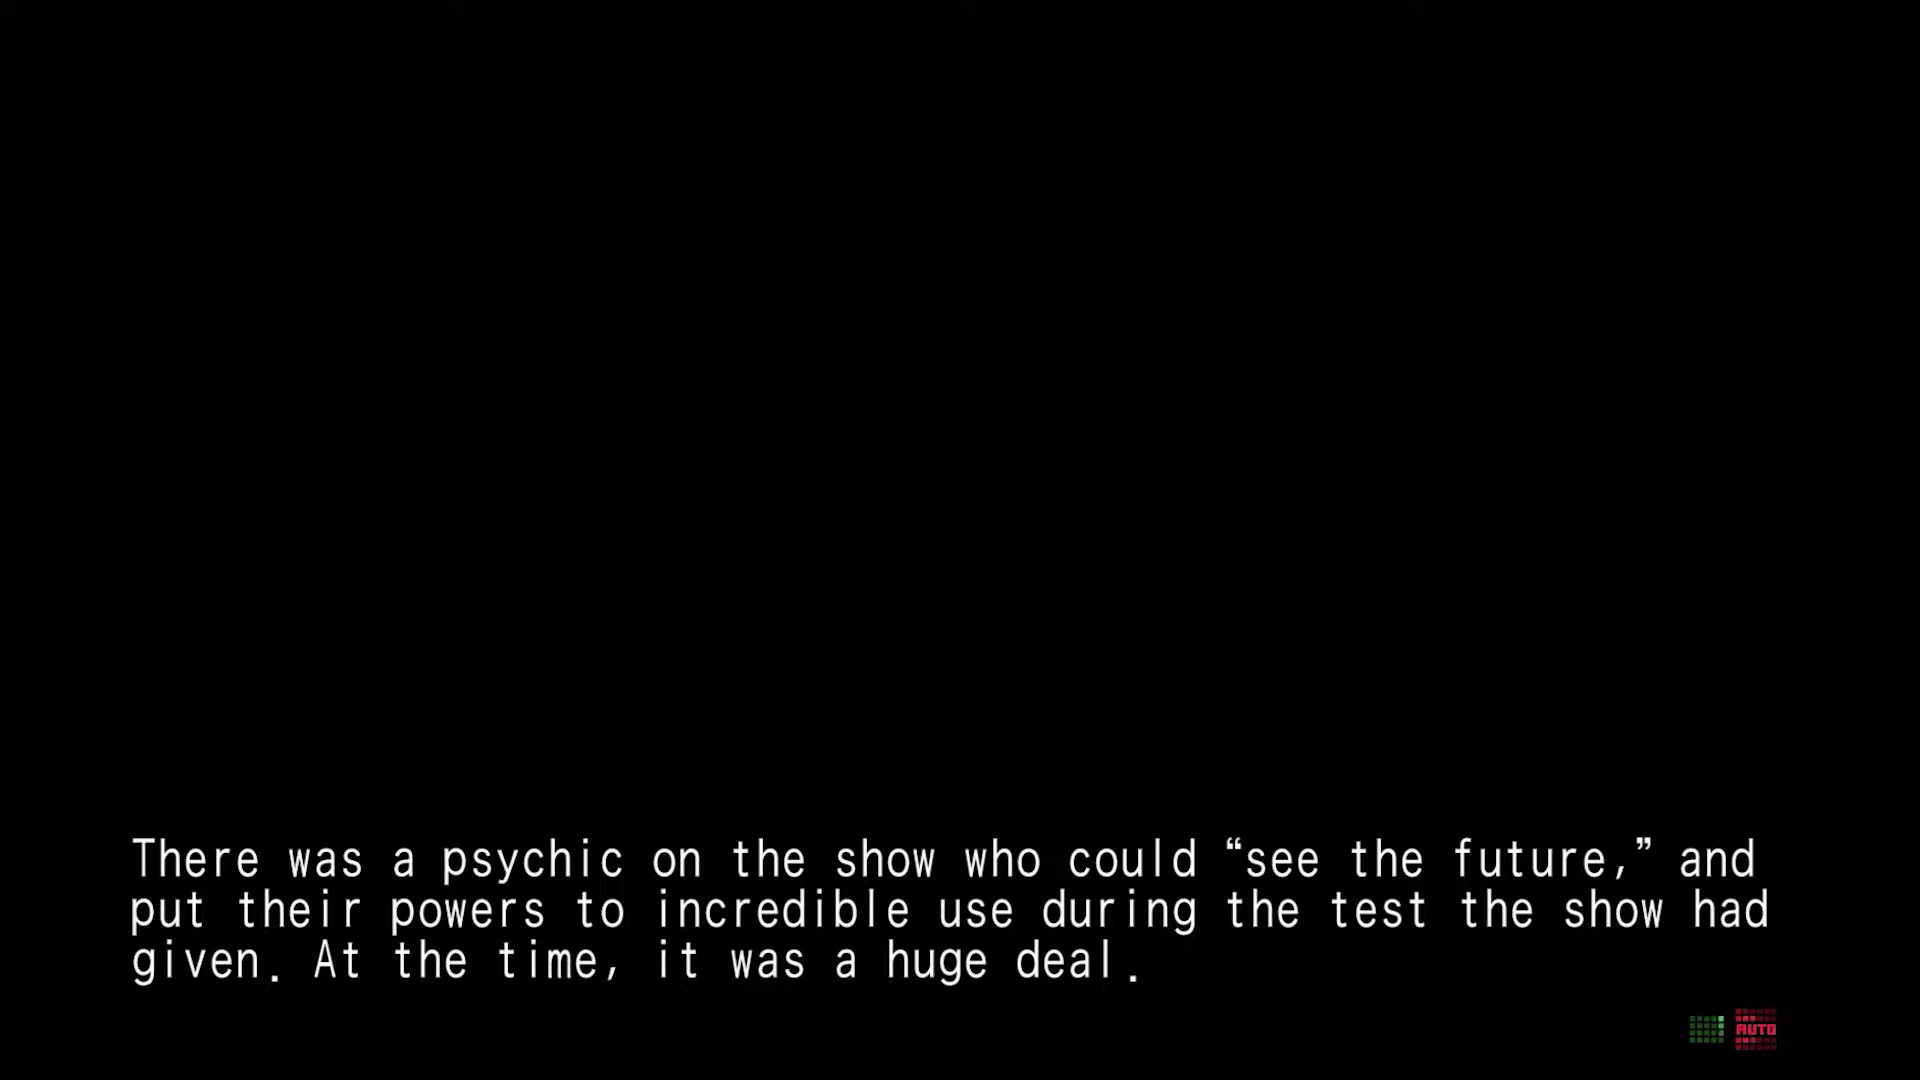 There was a psychic on the show who could “see the future,” and
put their powers to incredible use during the test the show had
given. At the time, it was a huge deal.
AUTO